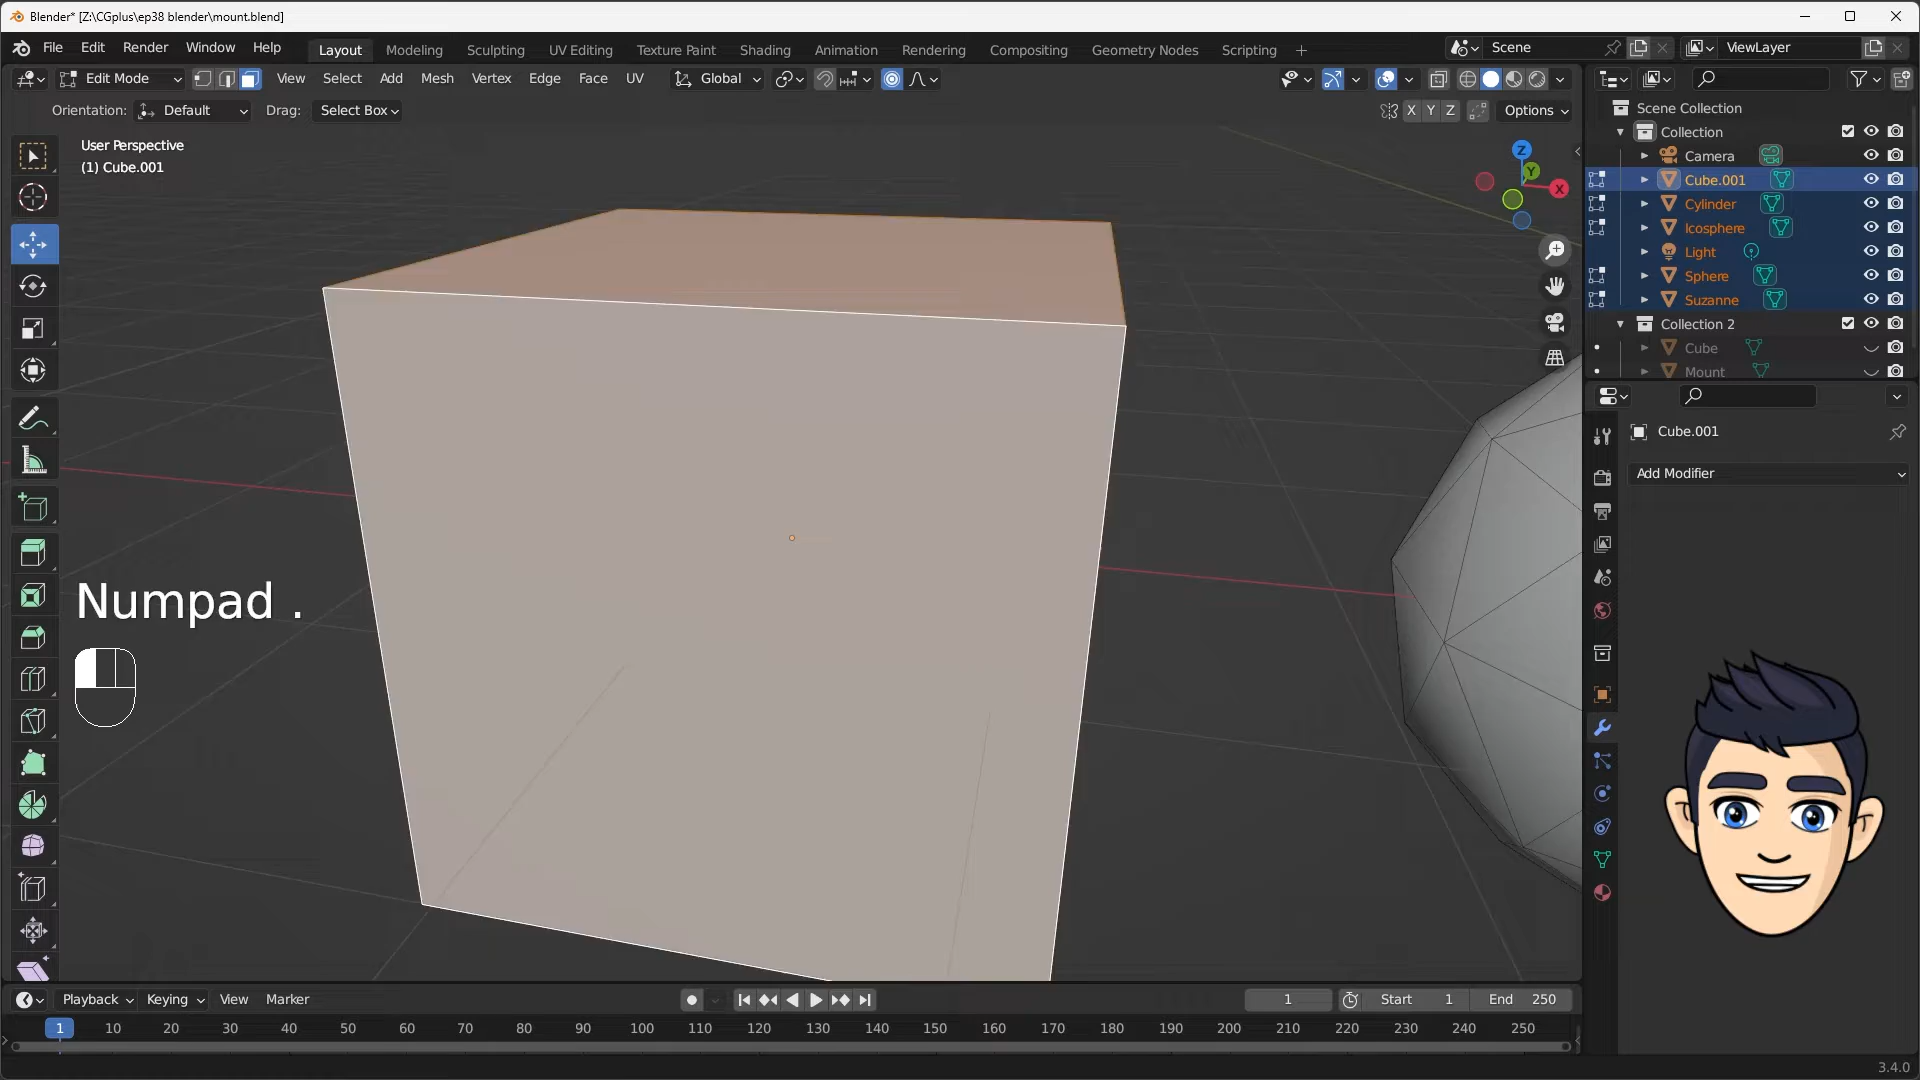 Blender* [Z:\CGplus\ep38 blender\mount.blend]
File Edit Render Window Help
Layout Modeling Sculpting UV Editing Texture Paint Shading Animation Rendering Compositing Geometry Nodes Scripting +
Scene
ViewLayer
Edit Mode
View Select Add Mesh Vertex Edge Face UV
Global
Orientation: Default Drag: Select Box
X Y Z
Options
User Perspective
(1) Cube.001
Z
Y
X
Scene Collection
Collection
Camera
Cube.001
Cylinder
Icosphere
Light
Sphere
Suzanne
Collection 2
Cube
Mount
Cube.001
Add Modifier
Numpad .
Playback Keying View Marker
1
Start 1
End 250
1 10 20 30 40 50 60 70 80 90 100 110 120 130 140 150 160 170 180 190 200 210 220 230 240 250
3.4.0